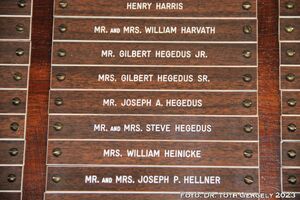 HENRY HARRIS
MR. AND MRS. WILLIAM HARVATH
MR. GILBERT HEGEDUS JR.
MRS. GILBERT HEGEDUS SR.
MR. JOSEPH A. HEGEDUS
MR. AND MRS. STEVE HEGEDUS
MRS. WILLIAM HEINICKE
MR. AND MRS. JOSEPH P. HELLNER
FOTO: DR. TÓTH GERGELY 2023